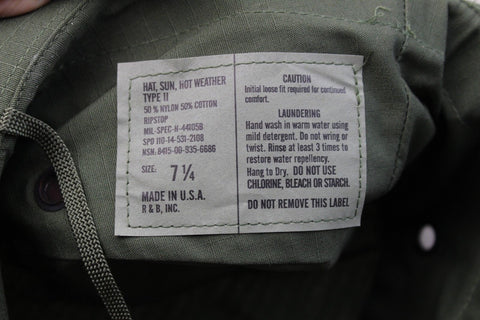 HAT, SUN, HOT WEATHER
TYPE II
50 % NYLON 50% COTTON
RIPSTOP
MIL-SPEC-H-44105B
SPO 110-14-531-2108
NSN: 8415-08-935-6686
SIZE: 7 ¼
MADE IN U.S.A.
R & B, INC.
CAUTION
Initial loose fit required for continued
comfort.
LAUNDERING
Hand wash in warm water using
mild detergent. Do not wring or
twist. Rinse at least 3 times to
restore water repellency.
Hang to Dry. DO NOT USE
CHLORINE, BLEACH OR STARCH.
DO NOT REMOVE THIS LABEL